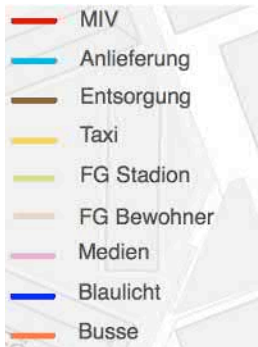 MIV
Anlieferung
Entsorgung
Taxi
FG Stadion
FG Bewohner
Medien
Blaulicht
Busse